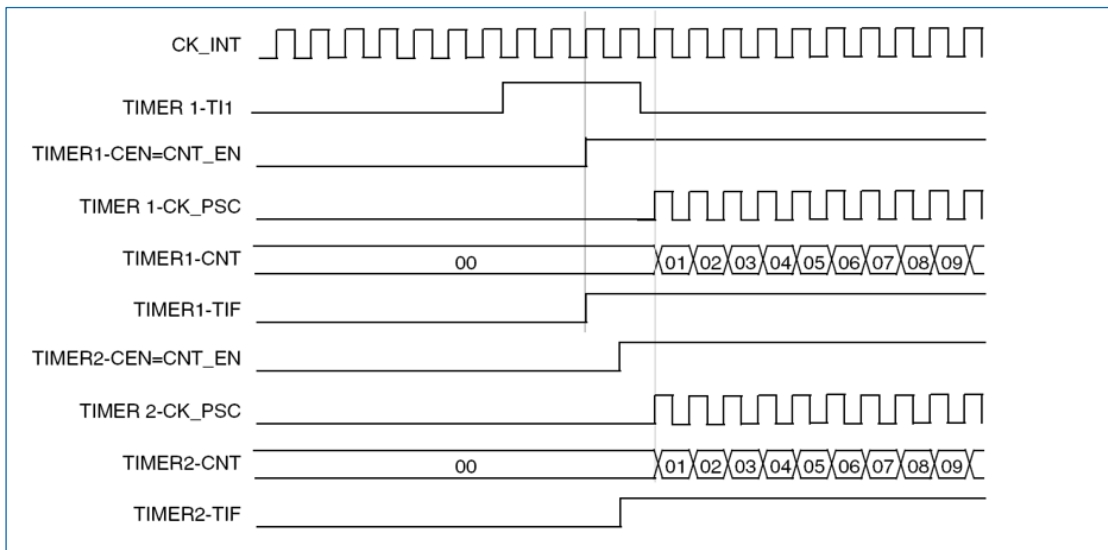 CK_INT
TIMER 1-TI1
TIMER1-CEN=CNT_EN
TIMER 1-CK_PSC
TIMER1-CNT 00 01 02 03 04 05 06 07 08 09
TIMER1-TIF
TIMER2-CEN=CNT_EN
TIMER 2-CK_PSC
TIMER2-CNT 00 01 02 03 04 05 06 07 08 09
TIMER2-TIF